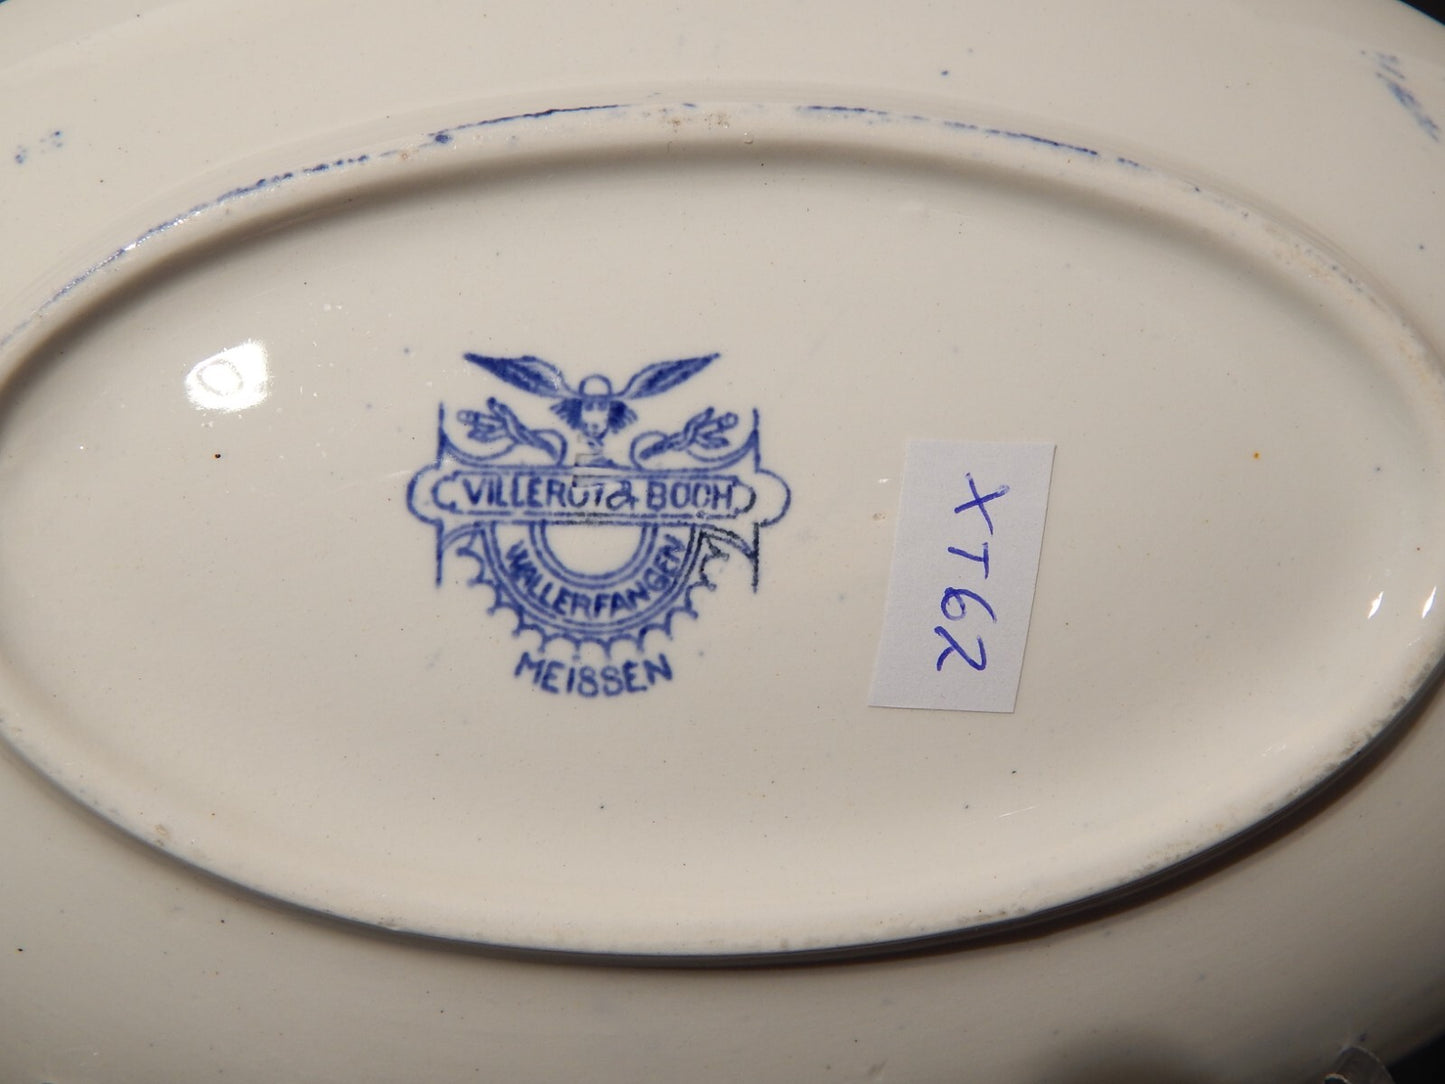 VILLEROY & BOCH
WALLERFANGEN
MEISSEN
XT62